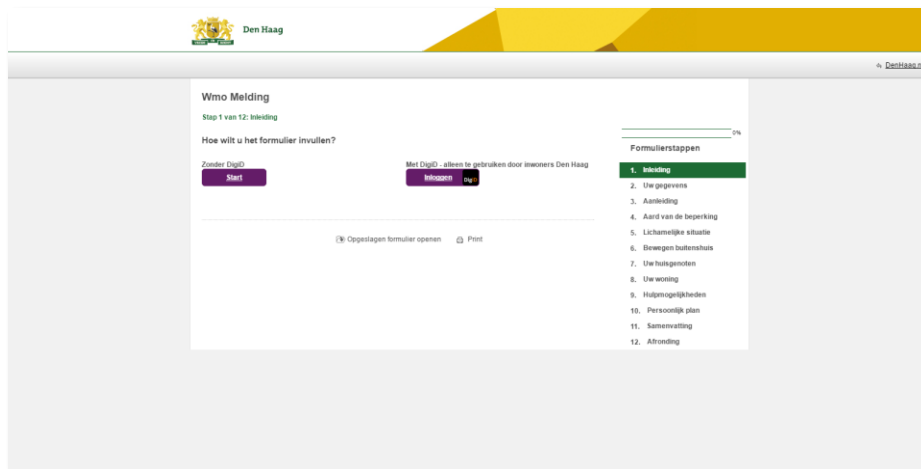 Den Haag
DenHaag.n
Wmo Melding
Stap 1 van 12: Inleiding
Hoe wilt u het formulier invullen?
Zonder DigiD
Start
Met DigiD - alleen te gebruiken door inwoners Den Haag
Inloggen
DigiD
Opgeslagen formulier openen
Print
0%
Formulierstappen
1. Inleiding
2. Uw gegevens
3. Aanleiding
4. Aard van de beperking
5. Lichamelijke situatie
6. Bewegen buitenshuis
7. Uw huisgenoten
8. Uw woning
9. Hulpmogelijkheden
10. Persoonlijk plan
11. Samenvatting
12. Afronding